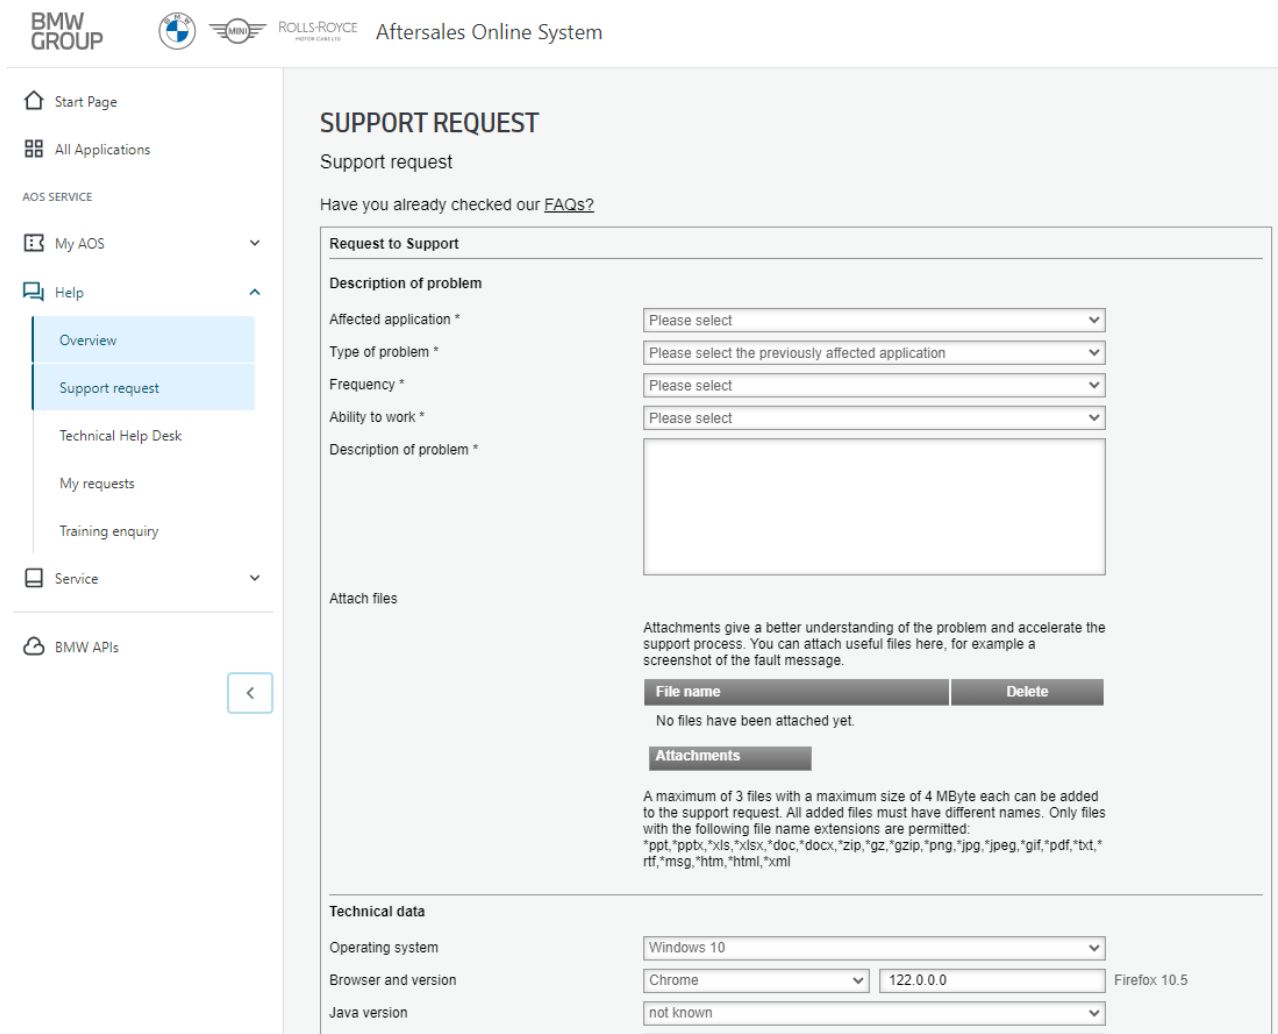 BMW
GROUP
MINI
ROLLS-ROYCE
MOTOR CARS LTD
Aftersales Online System
Start Page
All Applications
AOS SERVICE
My AOS
Help
Overview
Support request
Technical Help Desk
My requests
Training enquiry
Service
BMW APIs
SUPPORT REQUEST
Support request
Have you already checked our FAQs?
Request to Support
Description of problem
Affected application * Please select
Type of problem * Please select the previously affected application
Frequency * Please select
Ability to work * Please select
Description of problem *
Attach files
Attachments give a better understanding of the problem and accelerate the
support process. You can attach useful files here, for example a
screenshot of the fault message.
File name Delete
No files have been attached yet.
Attachments
A maximum of 3 files with a maximum size of 4 MByte each can be added
to the support request. All added files must have different names. Only files
with the following file name extensions are permitted:
*ppt,*pptx,*xls,*xlsx,*doc,*docx,*zip,*gz,*gzip,*png,*jpg,*jpeg,*gif,*pdf,*txt,*
rtf,*msg,*htm,*html,*xml
Technical data
Operating system Windows 10
Browser and version Chrome 122.0.0.0 Firefox 10.5
Java version not known